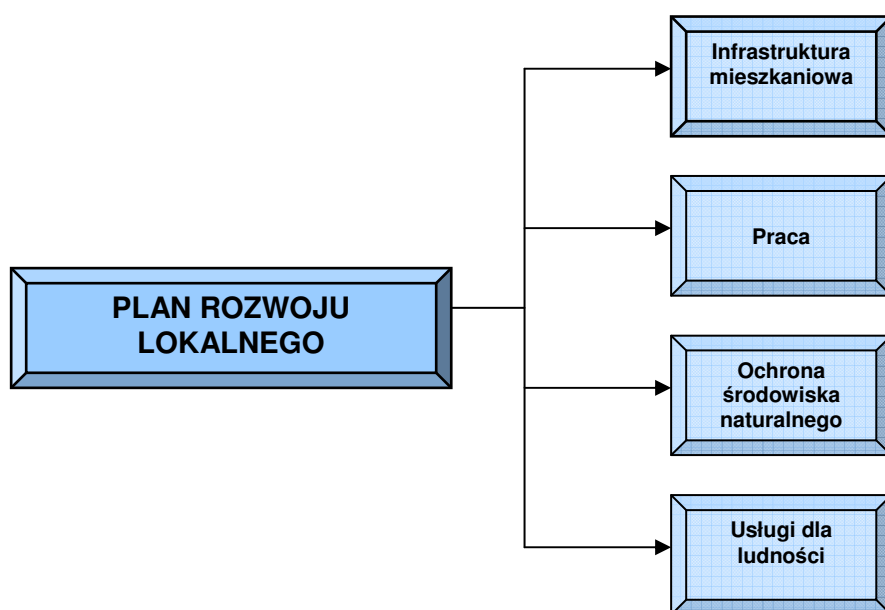 Infrastruktura
mieszkaniowa
Praca
PLAN ROZWOJU
LOKALNEGO
Ochrona
środowiska
naturalnego
Usługi dla
ludności